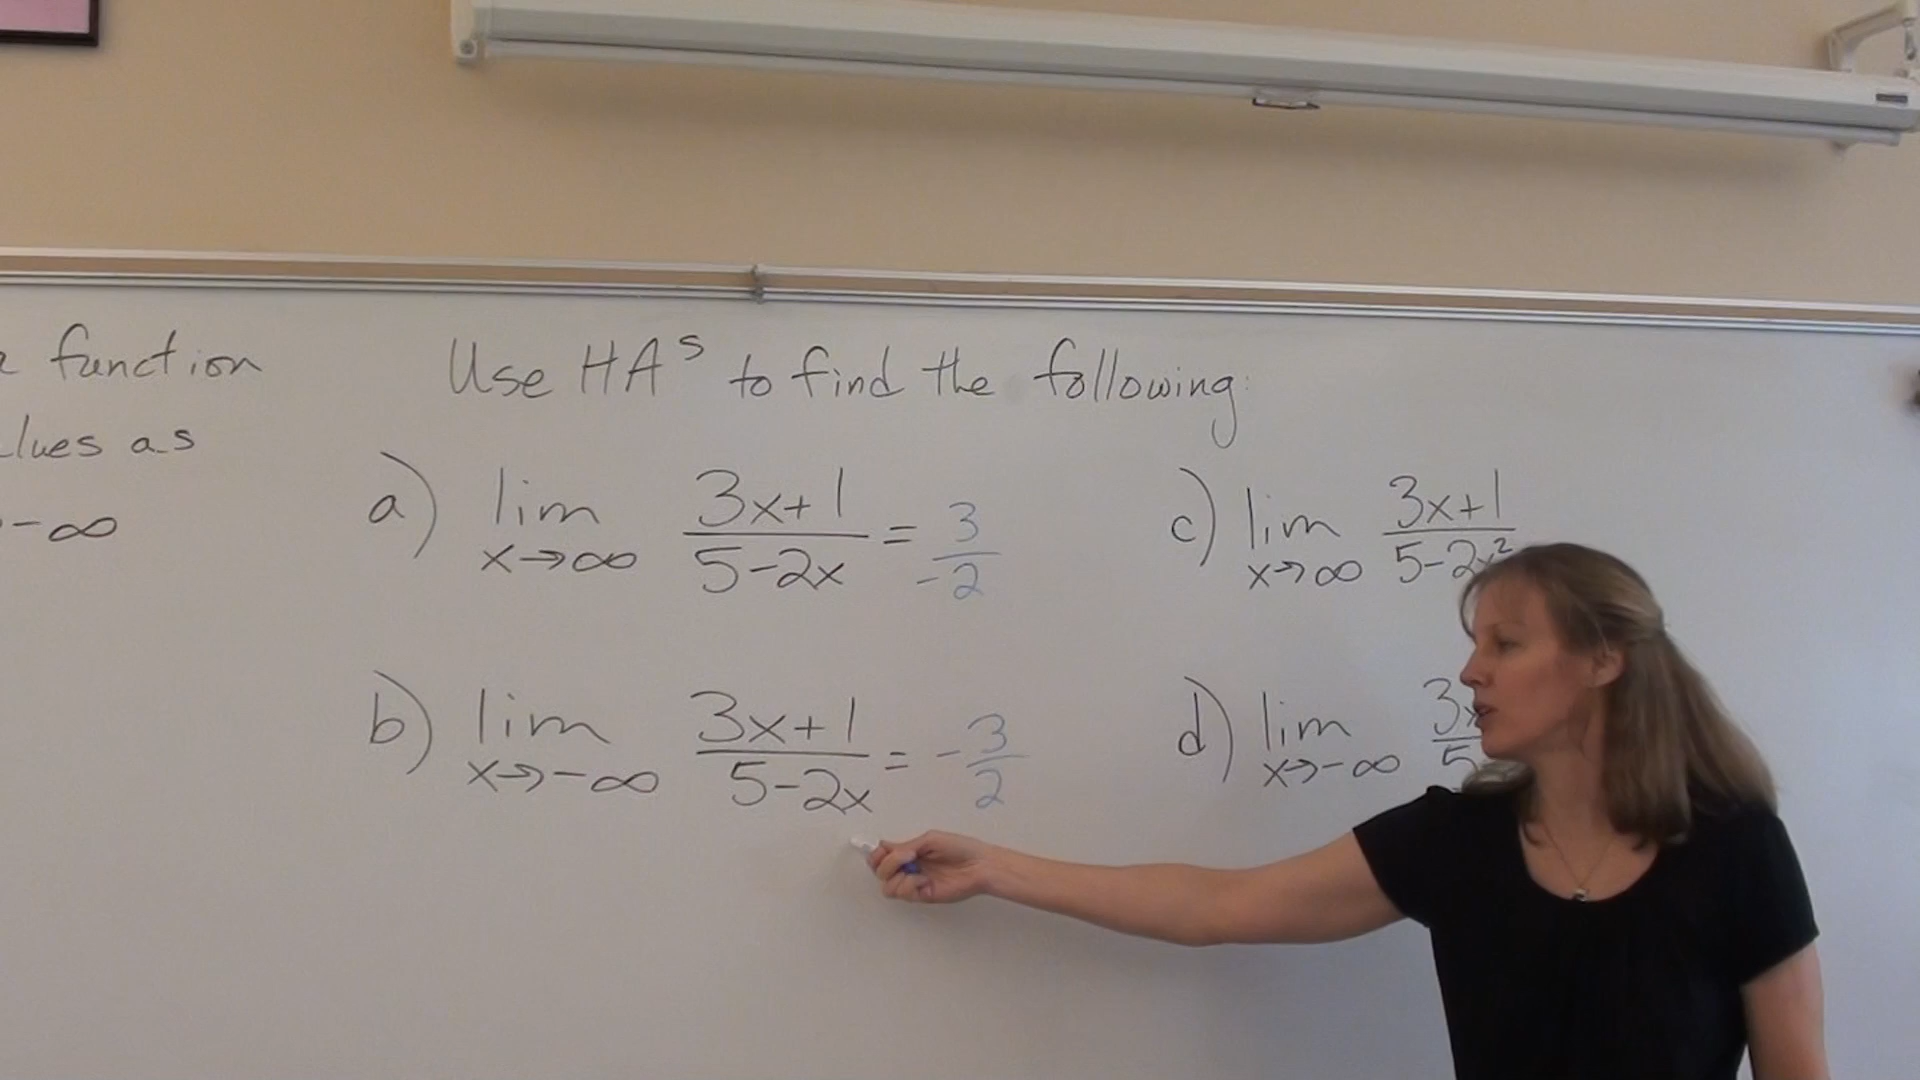 function
lues as
-∞
Use HAs to find the following:
a) lim x→∞ (3x+1)/(5-2x) = 3/-2
b) lim x→-∞ (3x+1)/(5-2x) = -3/2
c) lim x→∞ (3x+1)/(5-2x²)
d) lim x→-∞ 3x/5